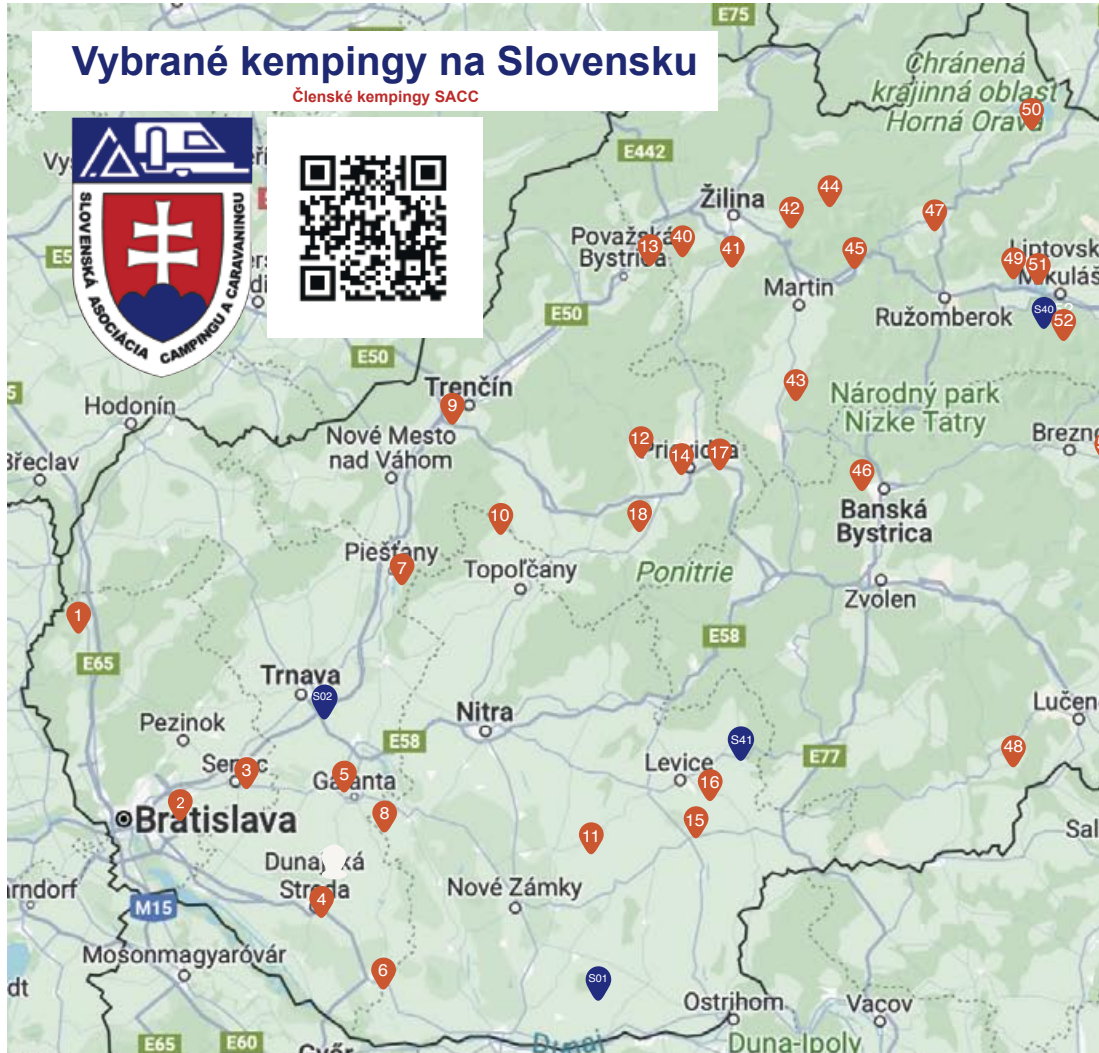 E75
Vybrané kempingy na Slovensku
Členské kempingy SACC
Chránená
krajinná oblasť
Horná Orava
50
SLOVENSKÁ ASOCIÁCIA CAMPINGU A CARAVANINGU
E442
44
42
47
Žilina
Považská
Bystrica
13
40
41
45
49
51
Liptovsk
Mikuláš
Martin
Ružomberok
S40
52
E50
E50
43
Národný park
Nízke Tatry
Trenčín
9
Hodonín
Nové Mesto
nad Váhom
12
Prievidza
14
17
Brezno
Břeclav
46
Banská
Bystrica
10
18
Piešťany
7
Topoľčany
Ponitrie
Zvolen
1
E65
E58
Trnava
S02
Pezinok
Nitra
E58
S41
E77
Lučen
48
Senec
3
5
Galanta
Levice
16
2
Bratislava
8
11
15
Sal
Dunajská
Streda
4
Nové Zámky
arndorf
M15
Mosonmagyaróvár
6
S01
dt
Ostrihom
Vacov
E65
E60
Győr
Dunaj
Duna-Ipoly